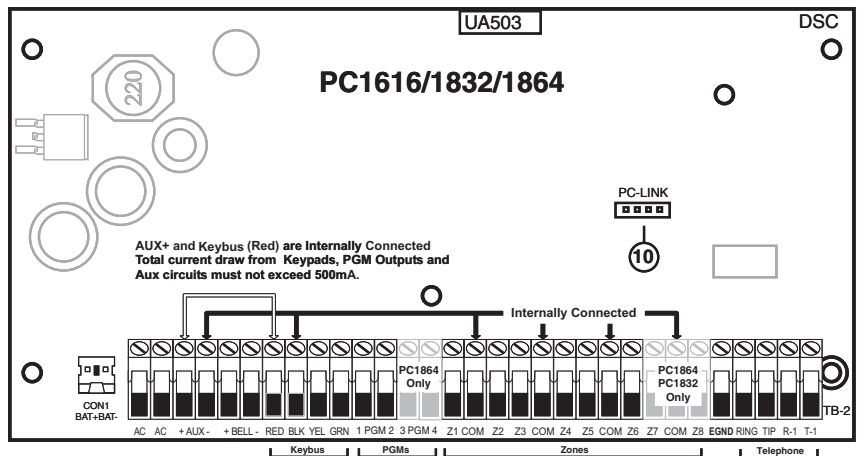 UA503
DSC
PC1616/1832/1864
220
PC-LINK
10
AUX+ and Keybus (Red) are Internally Connected
Total current draw from Keypads, PGM Outputs and
Aux circuits must not exceed 500mA.
Internally Connected
PC1864
Only
PC1864
PC1832
Only
CON1
BAT+BAT-
TB-2
AC AC + AUX - + BELL - RED BLK YEL GRN 1 PGM 2 3 PGM 4 Z1 COM Z2 Z3 COM Z4 Z5 COM Z6 Z7 COM Z8 EGND RING TIP R-1 T-1
Keybus PGMs Zones Telephone